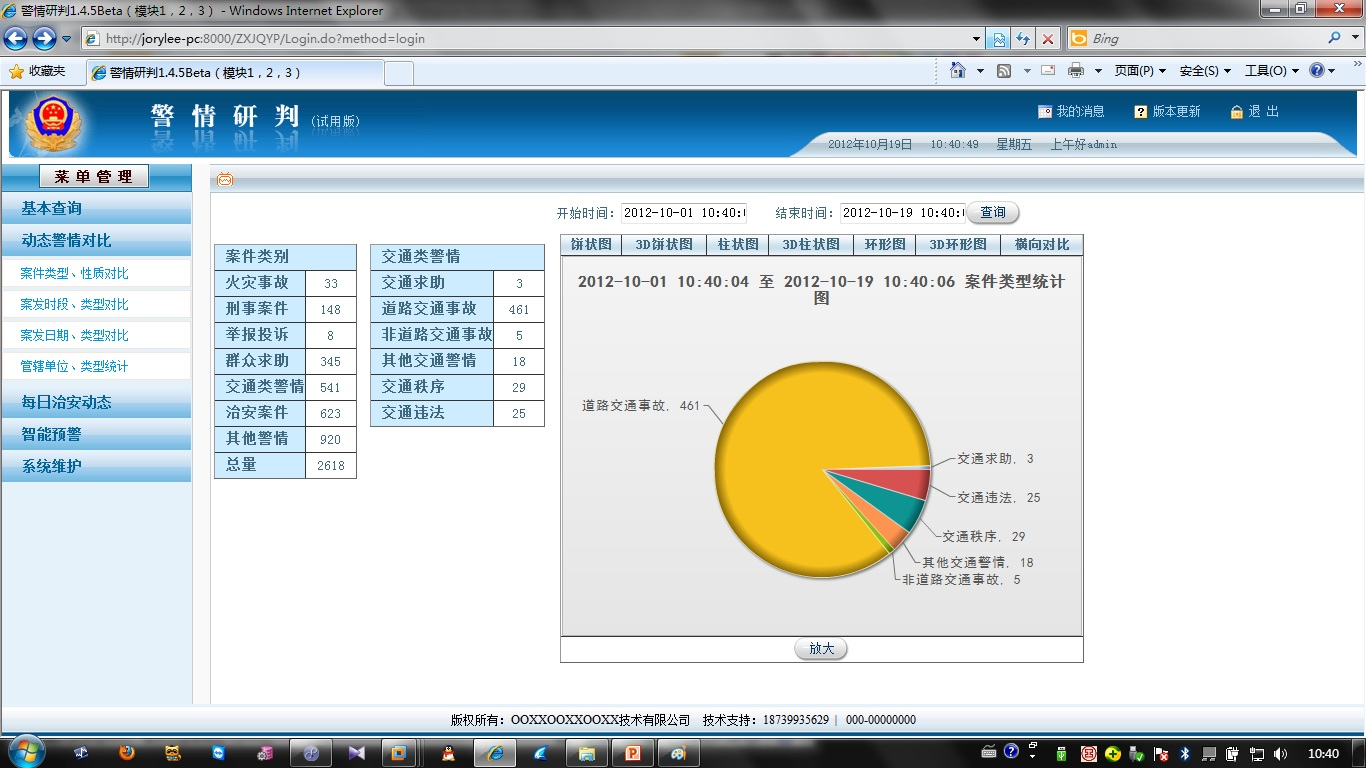 警情研判1.4.5Beta（模块1，2，3） - Windows Internet Explorer
http://jorylee-pc:8000/ZXJQYP/Login.do?method=login
Bing
收藏夹
警情研判1.4.5Beta（模块1，2，3）
页面(P)
安全(S)
工具(O)
警情研判
(试用版)
我的消息
版本更新
退 出
2012年10月19日 10:40:49 星期五 上午好admin
菜单管理
基本查询
动态警情对比
案件类型、性质对比
案发时段、类型对比
案发日期、类型对比
管辖单位、类型统计
每日治安动态
智能预警
系统维护
开始时间：
2012-10-01 10:40:
结束时间：
2012-10-19 10:40:
查询
案件类别
火灾事故 33
刑事案件 148
举报投诉 8
群众求助 345
交通类警情 541
治安案件 623
其他警情 920
总量 2618
交通类警情
交通求助 3
道路交通事故 461
非道路交通事故 5
其他交通警情 18
交通秩序 29
交通违法 25
饼状图 3D饼状图 柱状图 3D柱状图 环形图 3D环形图 横向对比
2012-10-01 10:40:04 至 2012-10-19 10:40:06 案件类型统计
图
道路交通事故, 461
交通求助, 3
交通违法, 25
交通秩序, 29
其他交通警情, 18
非道路交通事故, 5
放大
版权所有：OOXXOOXXOOXX技术有限公司 技术支持：18739935629 | 000-00000000
10:40